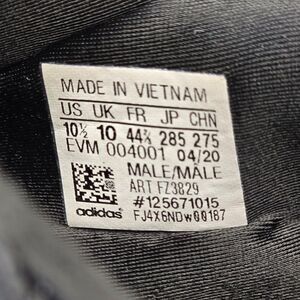 MADE IN VIETNAM
US UK FR JP CHN
10½ 10 44⅔ 285 275
EVM 004001 04/20
MALE/MALE
ART FZ3829
#125671015
adidas FJ4X6NDW00187